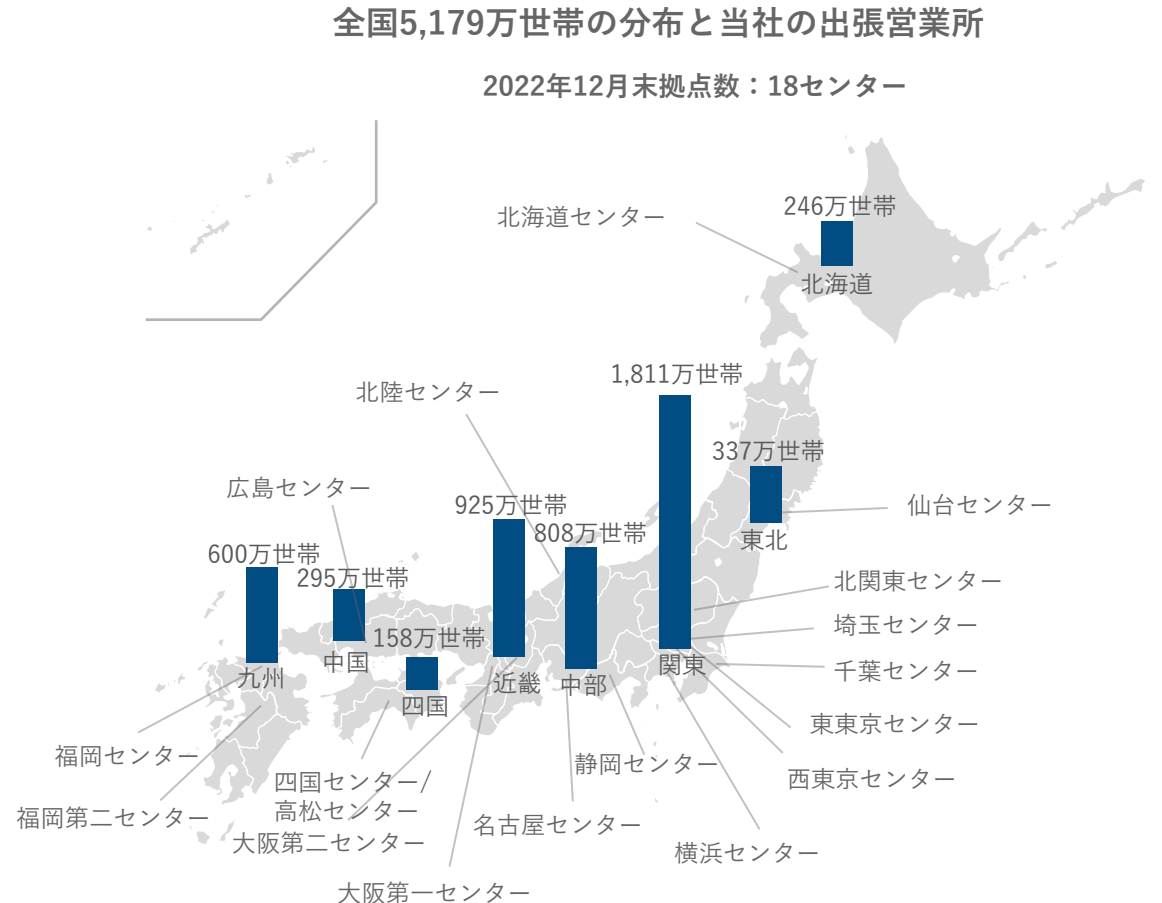 全国5,179万世帯の分布と当社の出張営業所
2022年12月末拠点数：18センター
246万世帯
北海道センター
北海道
1,811万世帯
北陸センター
337万世帯
広島センター
925万世帯
仙台センター
808万世帯
東北
600万世帯
295万世帯
北関東センター
埼玉センター
158万世帯
中国
関東
千葉センター
九州
近畿
中部
四国
東東京センター
福岡センター
静岡センター
西東京センター
四国センター/
高松センター
福岡第二センター
名古屋センター
大阪第二センター
横浜センター
大阪第一センター